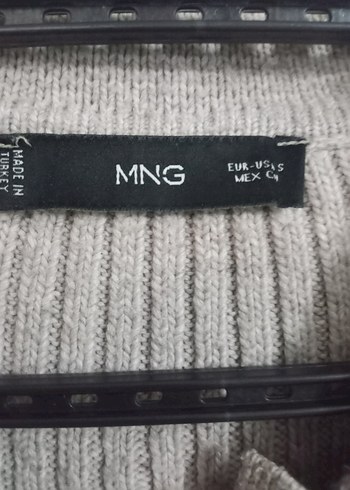 MADE IN
TURKEY
MNG
EUR-US S
MEX CH